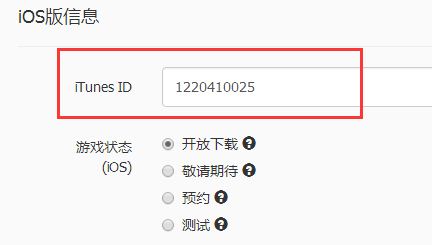 iOS版信息
iTunes ID 1220410025
游戏状态 (iOS)
开放下载 ?
敬请期待 ?
预约 ?
测试 ?